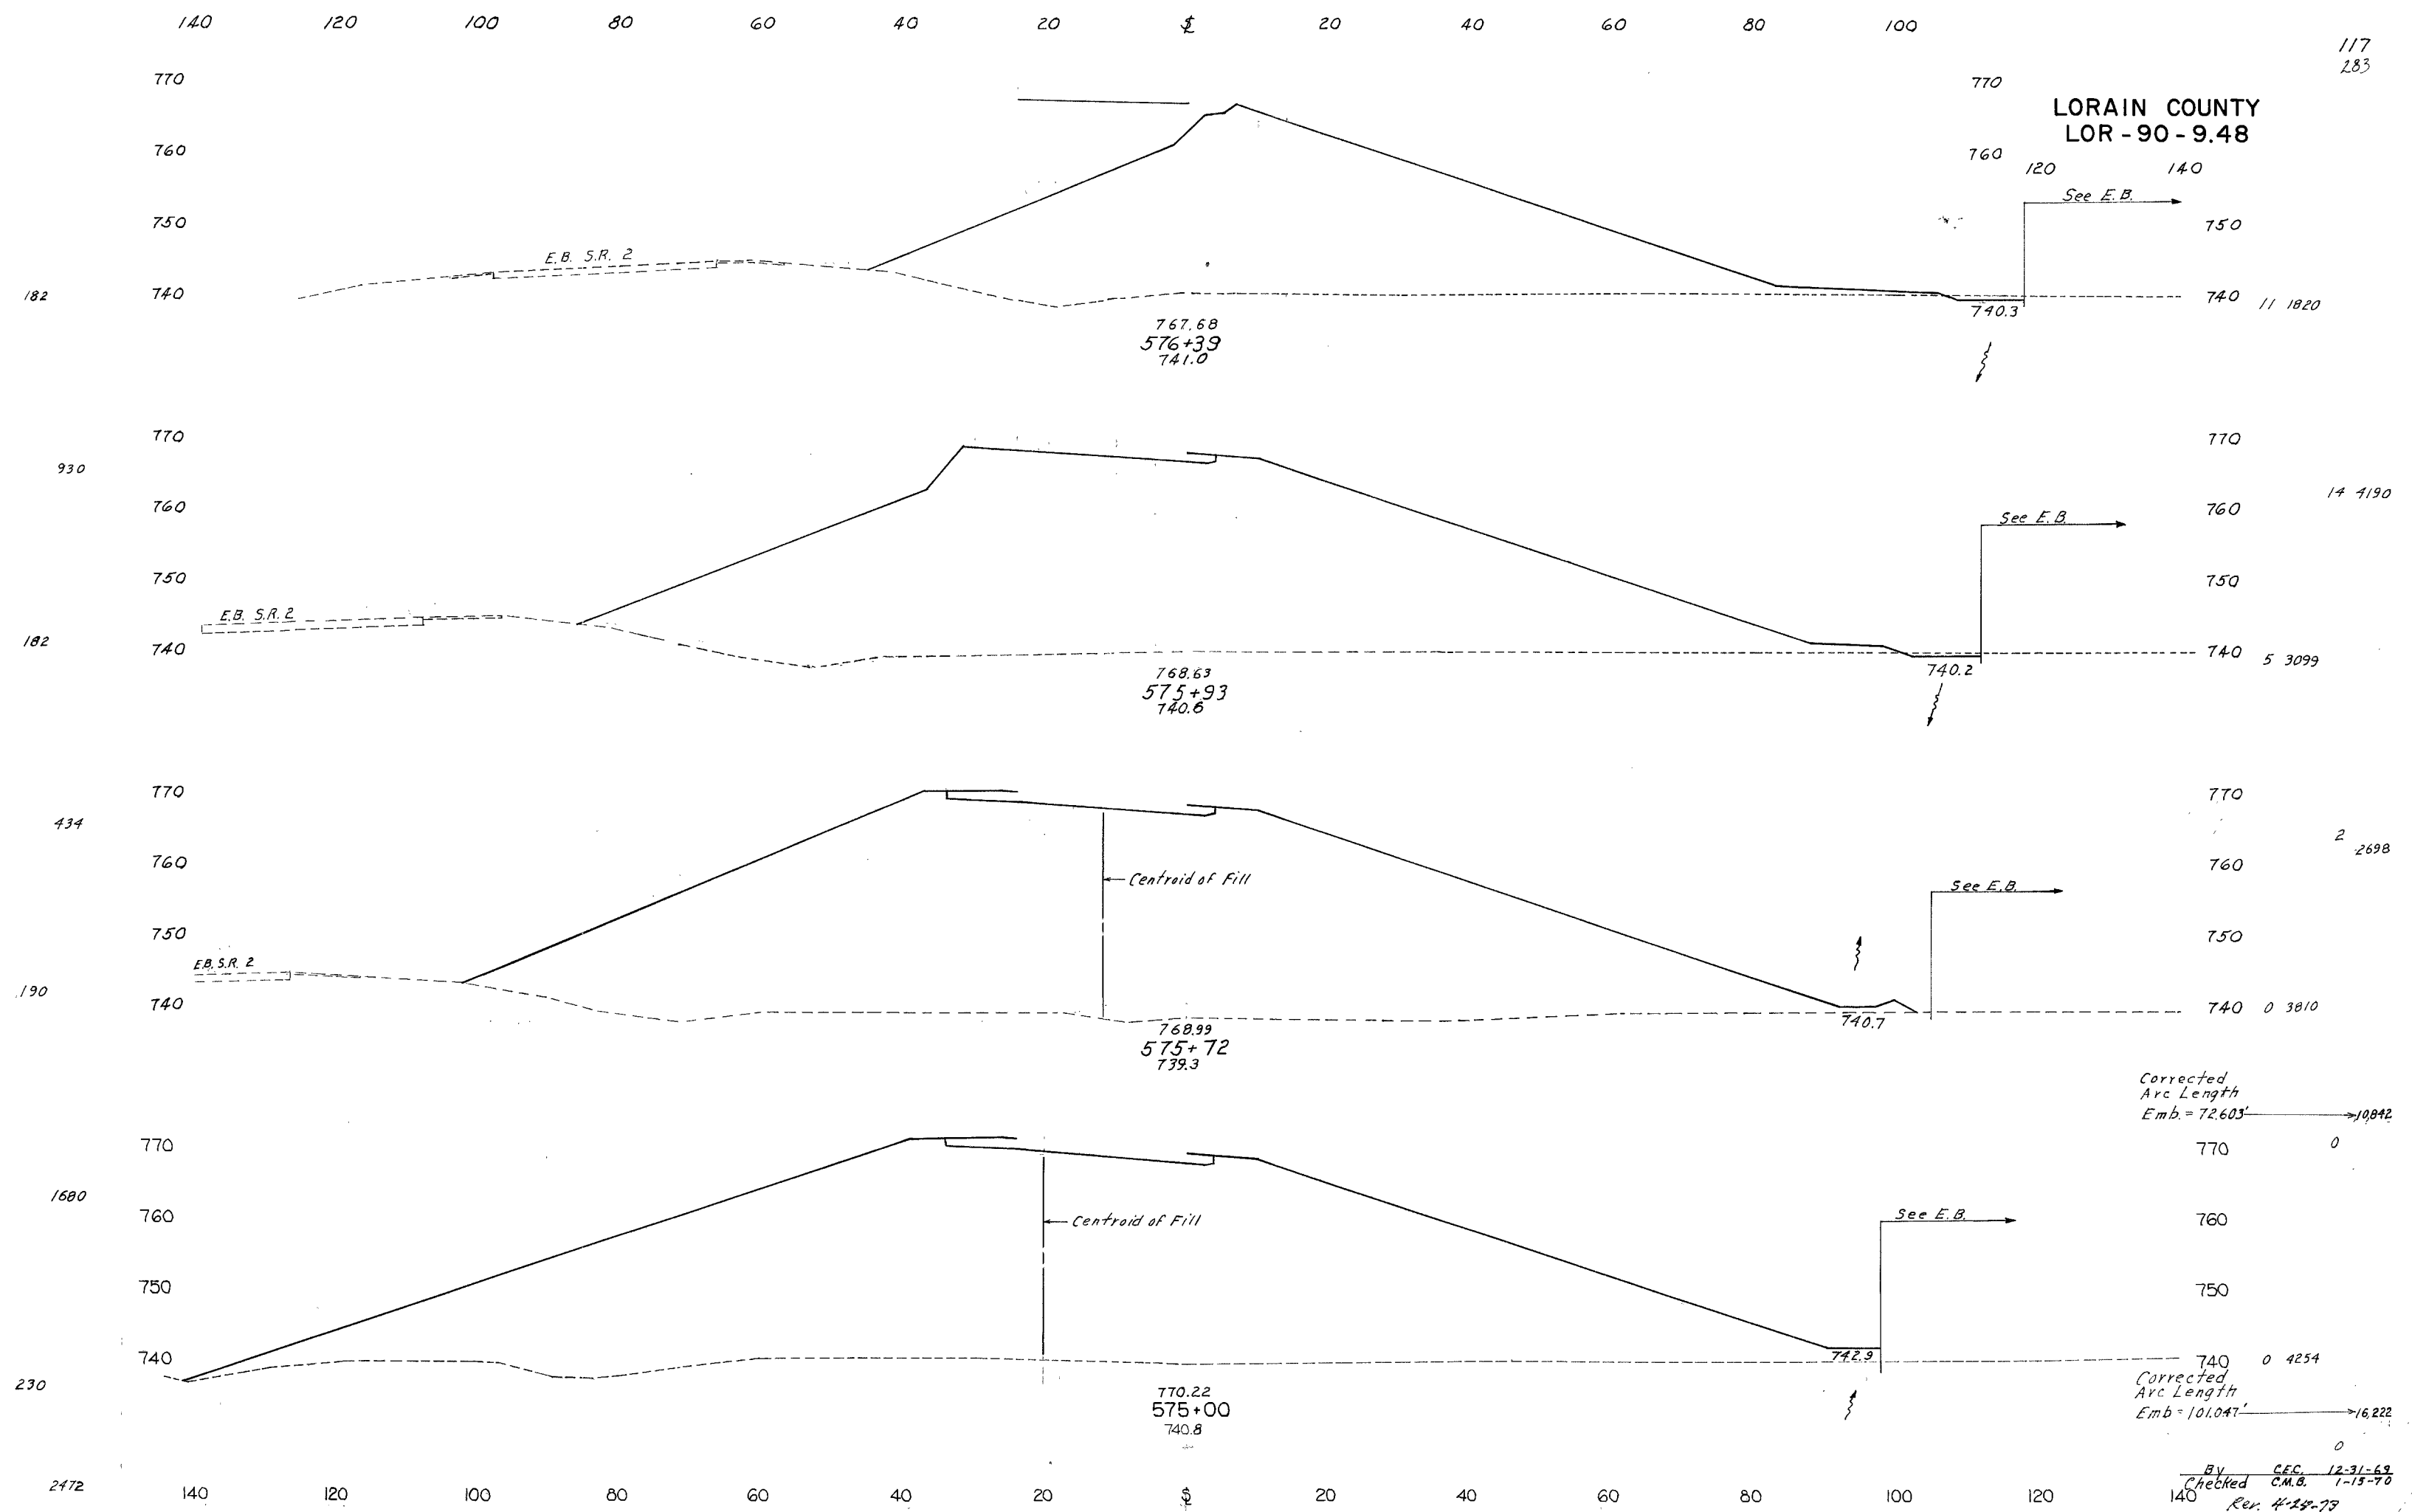 140 120 100 80 60 40 20 ℄ 20 40 60 80 100
117
283
LORAIN COUNTY
LOR-90-9.48
770 770
760 760
120 140
See E.B.
750 750
E.B. S.R. 2
182 740 740 11 1820
740.3
767.68
576+39
741.0
770 770
930
14 4190
760 760
See E.B.
750 750
E.B. S.R. 2
182 740 740 5 3099
740.2
768.63
575+93
740.6
770 770
434
2
2698
760 760
Centroid of Fill
See E.B.
750 750
E.B. S.R. 2
190 740 740 0 3810
740.7
768.99
575+72
739.3
Corrected
Arc Length
Emb. = 72.603' 10,842
770 770 0
1680
760 760
Centroid of Fill
See E.B.
750 750
740 740 0 4254
742.9
230
Corrected
Arc Length
Emb = 101.047' 16,222
770.22
575+00
740.8
0
2472
By C.E.C. 12-31-69
Checked C.M.B. 1-15-70
140 120 100 80 60 40 20 ℄ 20 40 60 80 100 120 140
Rev. 4-24-73